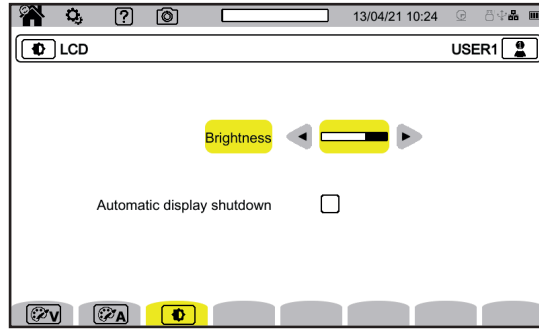 ? 13/04/21 10:24
LCD USER1
Brightness
Automatic display shutdown
V A